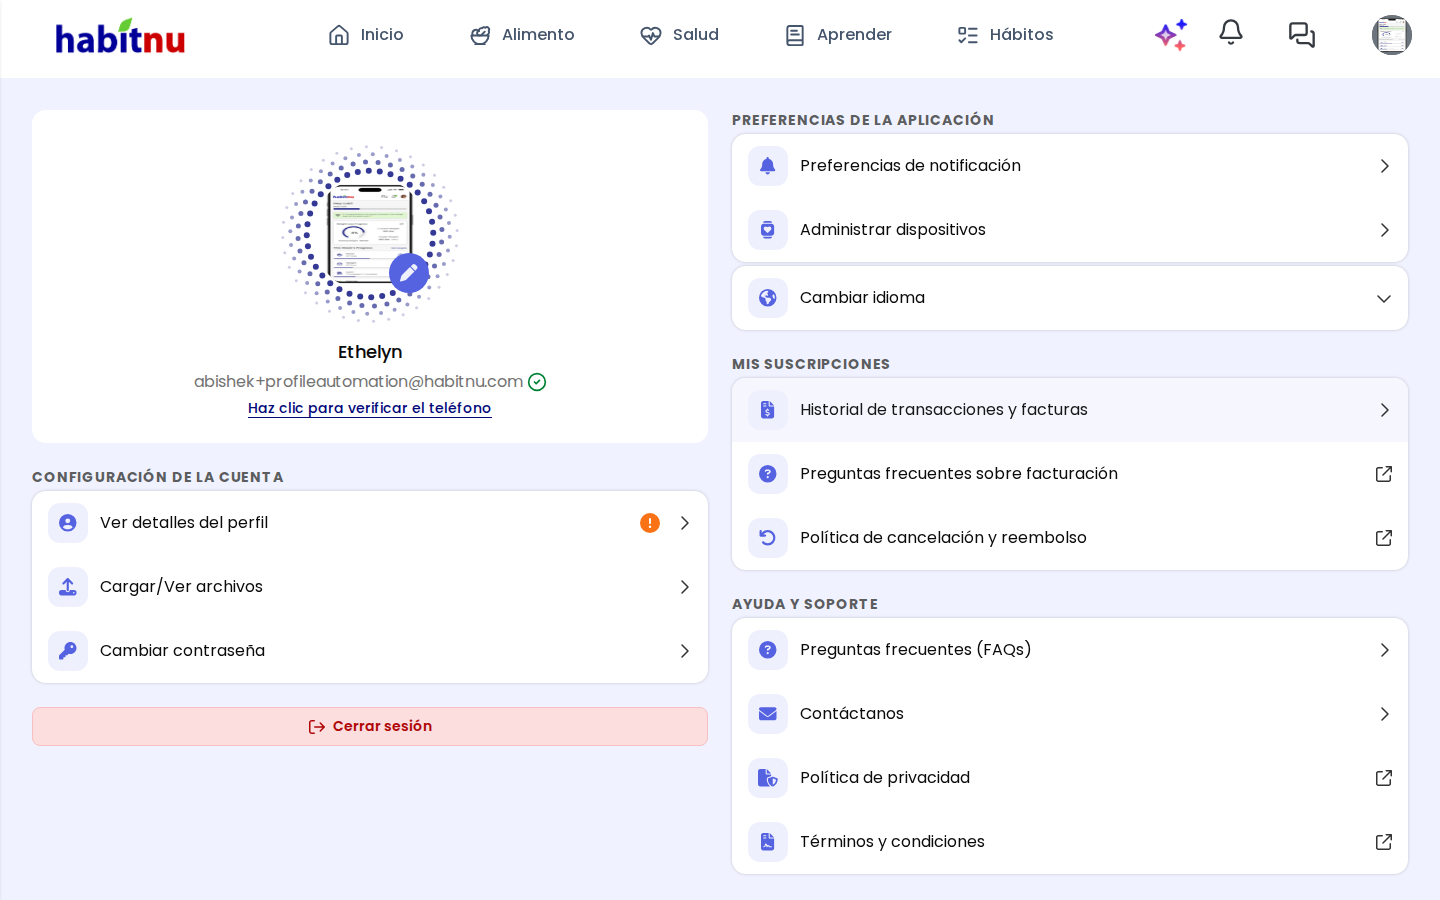 habitnu
Inicio
Alimento
Salud
Aprender
Hábitos
Ethelyn
abishek+profileautomation@habitnu.com
Haz clic para verificar el teléfono
CONFIGURACIÓN DE LA CUENTA
Ver detalles del perfil
Cargar/Ver archivos
Cambiar contraseña
Cerrar sesión
PREFERENCIAS DE LA APLICACIÓN
Preferencias de notificación
Administrar dispositivos
Cambiar idioma
MIS SUSCRIPCIONES
Historial de transacciones y facturas
Preguntas frecuentes sobre facturación
Política de cancelación y reembolso
AYUDA Y SOPORTE
Preguntas frecuentes (FAQs)
Contáctanos
Política de privacidad
Términos y condiciones